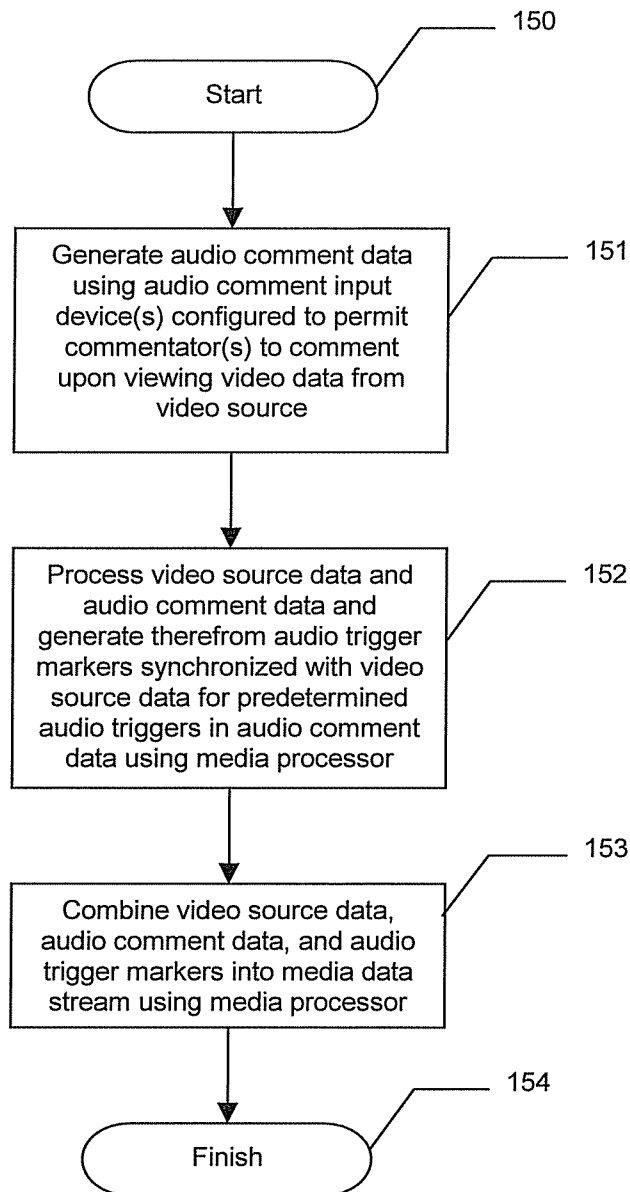 150
Start
151
Generate audio comment data
using audio comment input
device(s) configured to permit
commentator(s) to comment
upon viewing video data from
video source
152
Process video source data and
audio comment data and
generate therefrom audio trigger
markers synchronized with video
source data for predetermined
audio triggers in audio comment
data using media processor
153
Combine video source data,
audio comment data, and audio
trigger markers into media data
stream using media processor
154
Finish